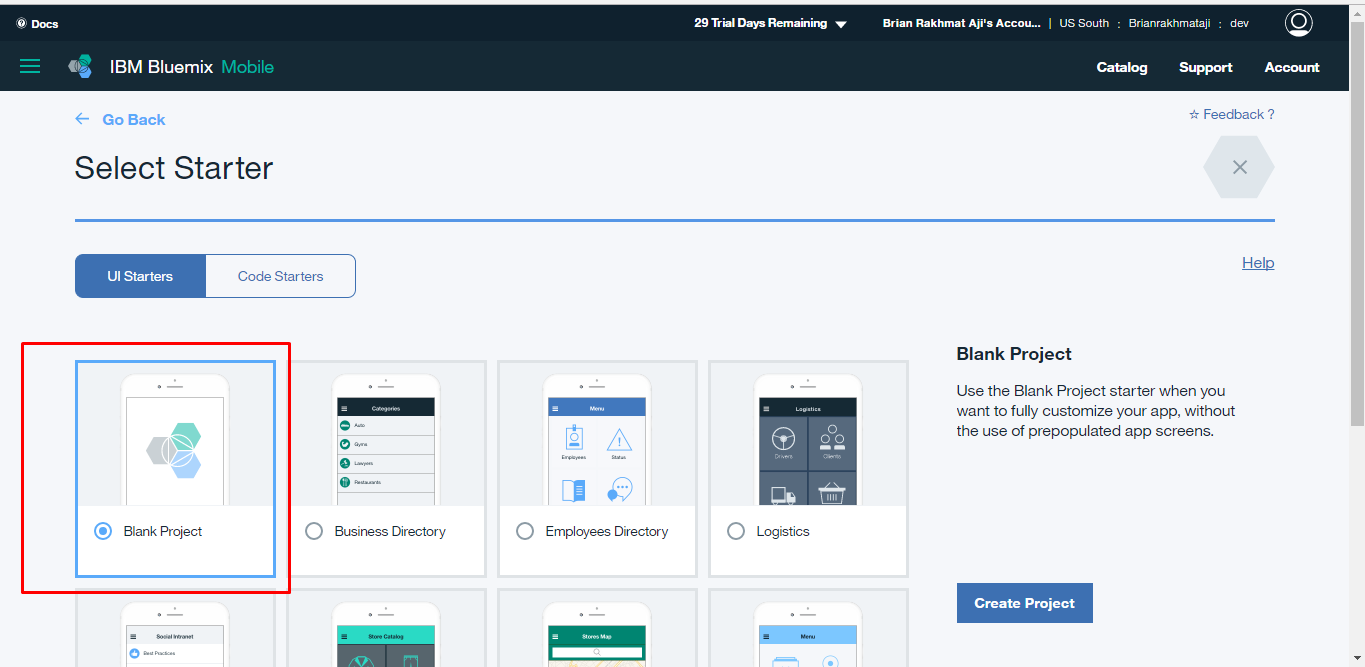 Docs
29 Trial Days Remaining
Brian Rakhmat Aji's Accou... | US South : Brianrakhmataji : dev
IBM Bluemix Mobile
Catalog Support Account
← Go Back
☆ Feedback ?
Select Starter
UI Starters Code Starters
Help
Categories
Auto
Gyms
Lawyers
Restaurants
Blank Project
Business Directory
Menu
Employees Status
Employees Directory
Logistics
Drivers Clients
Logistics
Blank Project
Use the Blank Project starter when you
want to fully customize your app, without
the use of prepopulated app screens.
Create Project
Social Intranet
Best Practices
Store Catalog
Stores Map
Menu